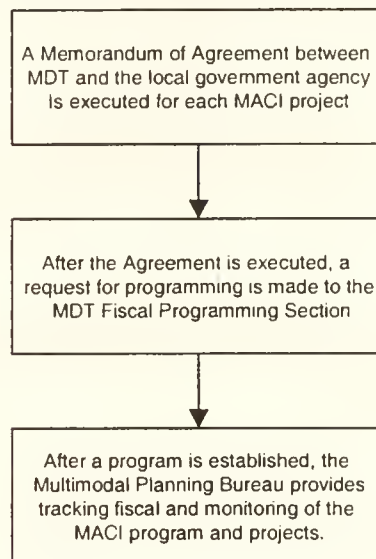 A Memorandum of Agreement between
MDT and the local government agency
is executed for each MACI project
After the Agreement is executed, a
request for programming is made to the
MDT Fiscal Programming Section
After a program is established, the
Multimodal Planning Bureau provides
tracking fiscal and monitoring of the
MACI program and projects.